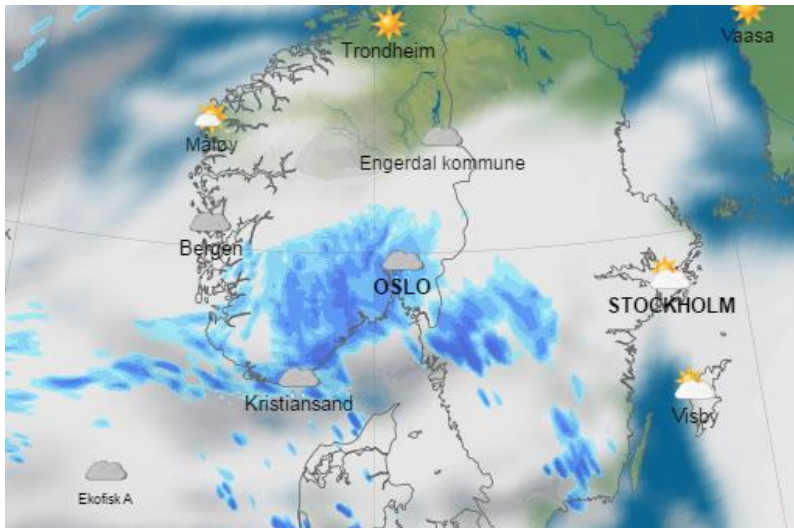 Trondheim
Vaasa
Måløy
Engerdal kommune
Bergen
OSLO
STOCKHOLM
Kristiansand
Visby
Ekofisk A